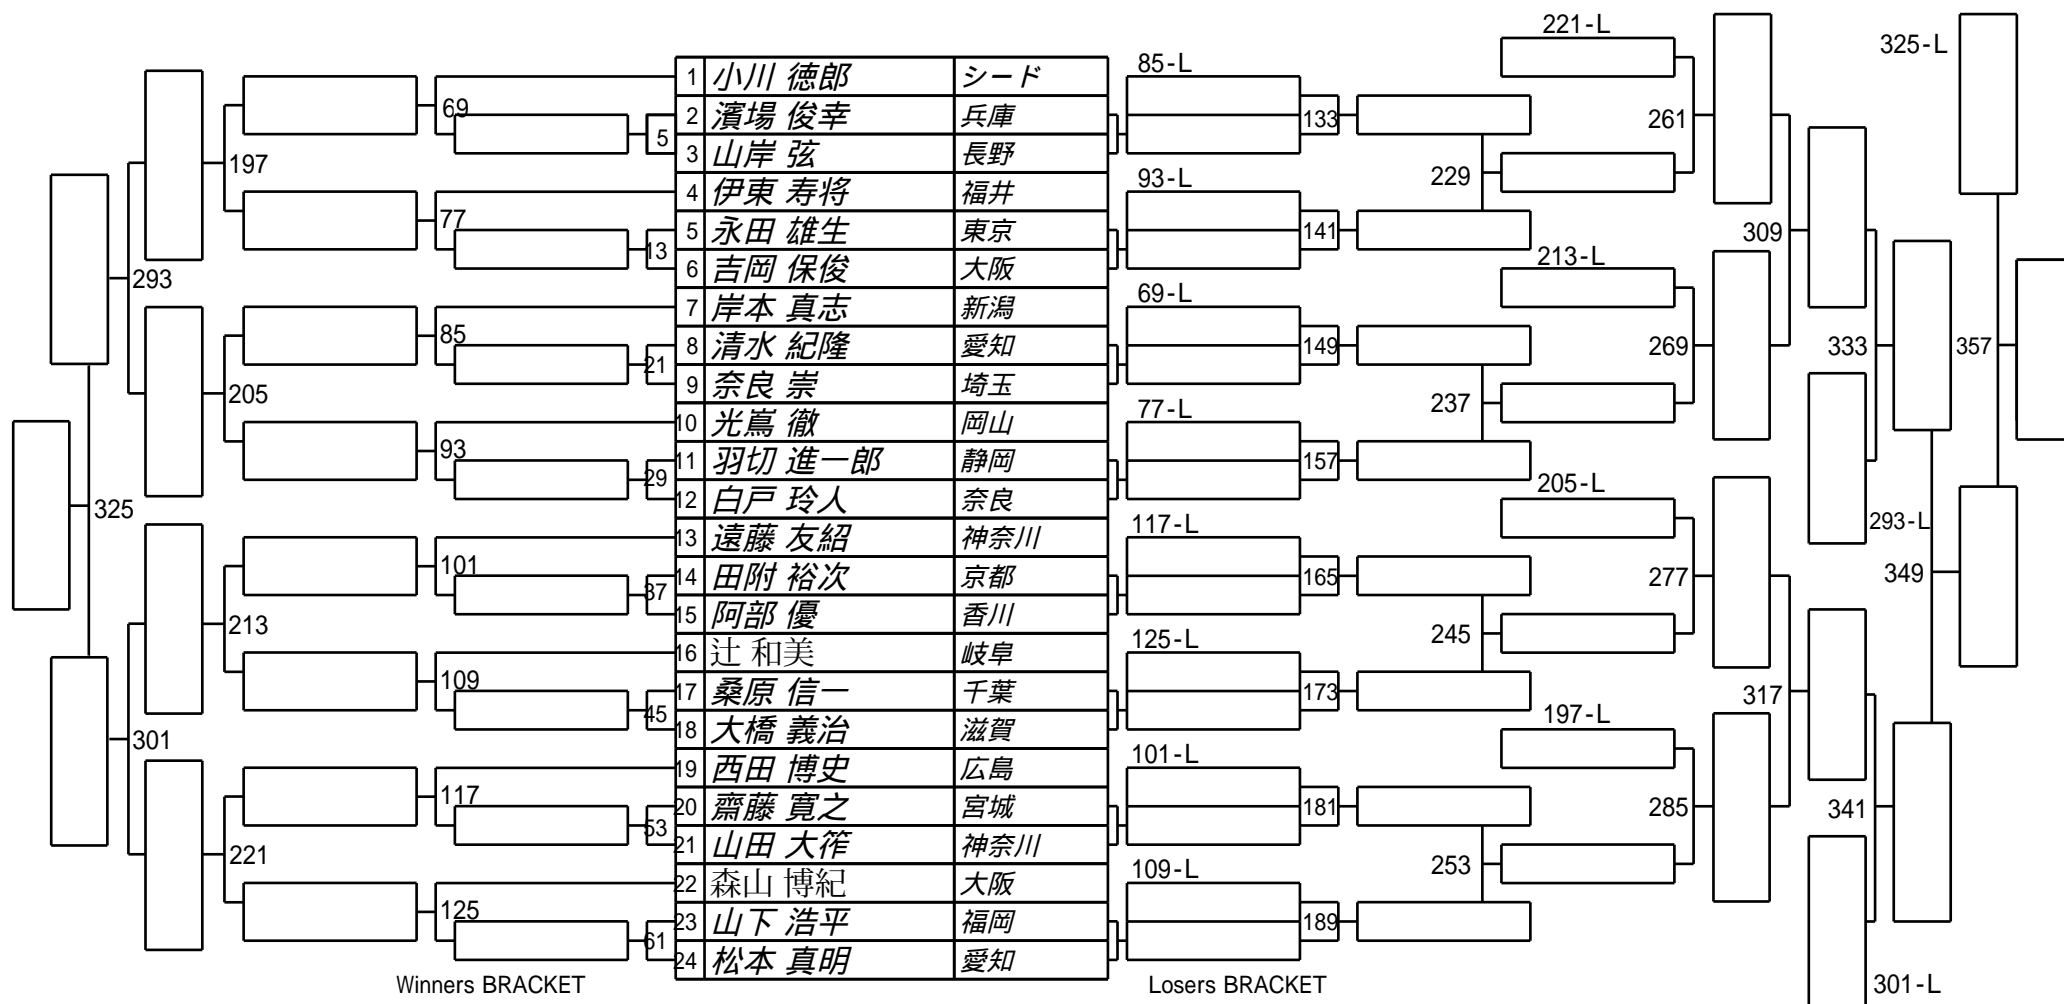 221-L
325-L
85-L
1 小川 徳郎 シード
69
2 濱場 俊幸 兵庫
133
261
5
3 山岸 弦 長野
197
229
4 伊東 寿将 福井
93-L
77
5 永田 雄生 東京
141
309
13
6 吉岡 保俊 大阪
213-L
293
7 岸本 真志 新潟
69-L
85
8 清水 紀隆 愛知
149
269
333
357
21
9 奈良 崇 埼玉
205
237
10 光嶌 徹 岡山
77-L
93
11 羽切 進一郎 静岡
157
29
12 白戸 玲人 奈良
205-L
325
293-L
13 遠藤 友紹 神奈川
117-L
101
14 田附 裕次 京都
165
277
349
37
15 阿部 優 香川
213
245
16 辻 和美 岐阜
125-L
109
17 桑原 信一 千葉
173
317
45
18 大橋 義治 滋賀
197-L
301
19 西田 博史 広島
101-L
117
20 齋藤 寛之 宮城
181
285
341
53
21 山田 大筰 神奈川
221
253
22 森山 博紀 大阪
109-L
125
23 山下 浩平 福岡
189
61
24 松本 真明 愛知
Winners BRACKET
Losers BRACKET
301-L